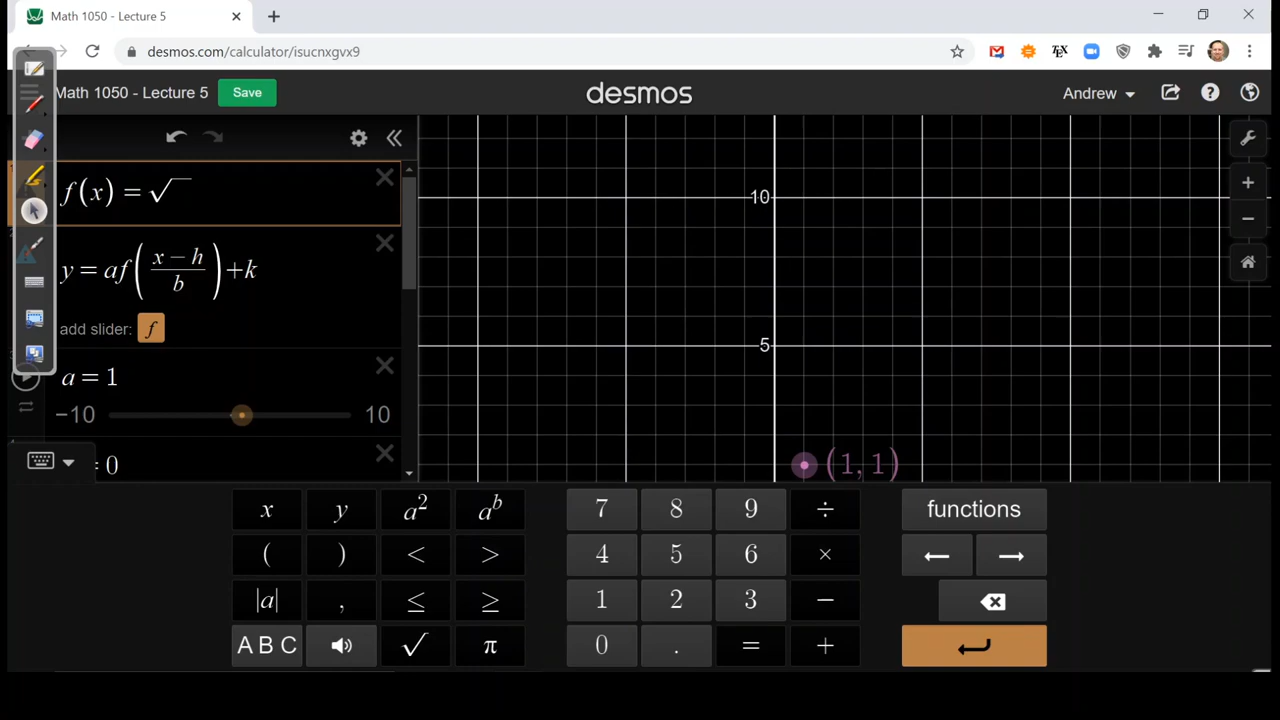 Math 1050 - Lecture 5
desmos.com/calculator/isucnxgvx9
TEX
Math 1050 - Lecture 5 Save desmos Andrew
f(x) = √
y = af((x − h)/b) + k
add slider: f
a = 1
−10 10
= 0
10
5
(1, 1)
x y a² aᵇ 7 8 9 ÷ functions
( ) < > 4 5 6 × ← →
|a| , ≤ ≥ 1 2 3 −
A B C √ π 0 . = +